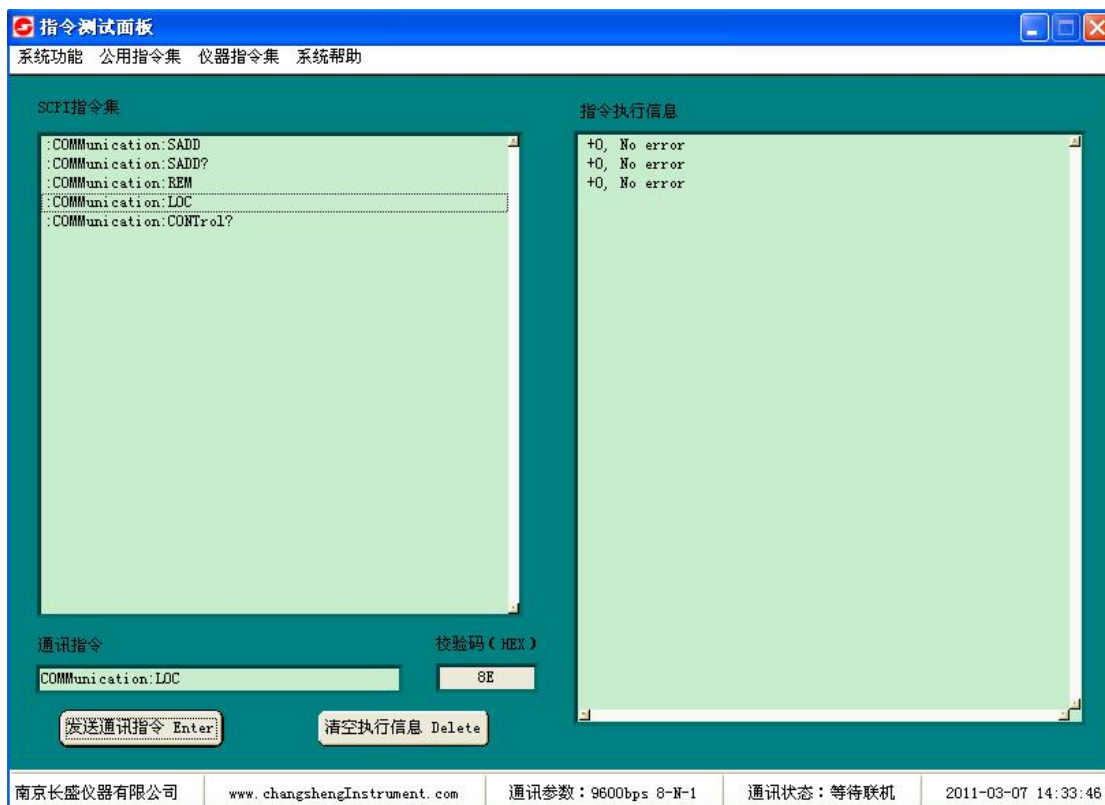 指令测试面板
系统功能 公用指令集 仪器指令集 系统帮助
SCPI指令集
:COMMunication:SADD
:COMMunication:SADD?
:COMMunication:REM
:COMMunication:LOC
:COMMunication:CONTrol?
指令执行信息
+0, No error
+0, No error
+0, No error
通讯指令
校验码(HEX)
COMMunication:LOC
8E
发送通讯指令 Enter
清空执行信息 Delete
南京长盛仪器有限公司
www.changshengInstrument.com
通讯参数：9600bps 8-N-1
通讯状态：等待联机
2011-03-07 14:33:46